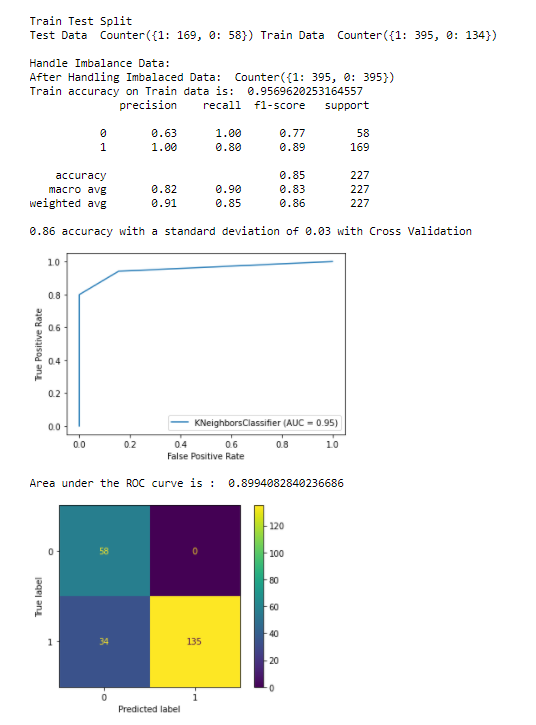 Train Test Split
Test Data  Counter({1: 169, 0: 58}) Train Data  Counter({1: 395, 0: 134})
Handle Imbalance Data:
After Handling Imbalaced Data:  Counter({1: 395, 0: 395})
Train accuracy on Train data is:  0.9569620253164557
precision recall f1-score support
0 0.63 1.00 0.77 58
1 1.00 0.80 0.89 169
accuracy 0.85 227
macro avg 0.82 0.90 0.83 227
weighted avg 0.91 0.85 0.86 227
0.86 accuracy with a standard deviation of 0.03 with Cross Validation
1.0
0.8
0.6
0.4
0.2
0.0
True Positive Rate
KNeighborsClassifier (AUC = 0.95)
0.0 0.2 0.4 0.6 0.8 1.0
False Positive Rate
Area under the ROC curve is :  0.8994082840236686
True label
0
1
58 0
34 135
0 1
Predicted label
120
100
80
60
40
20
0